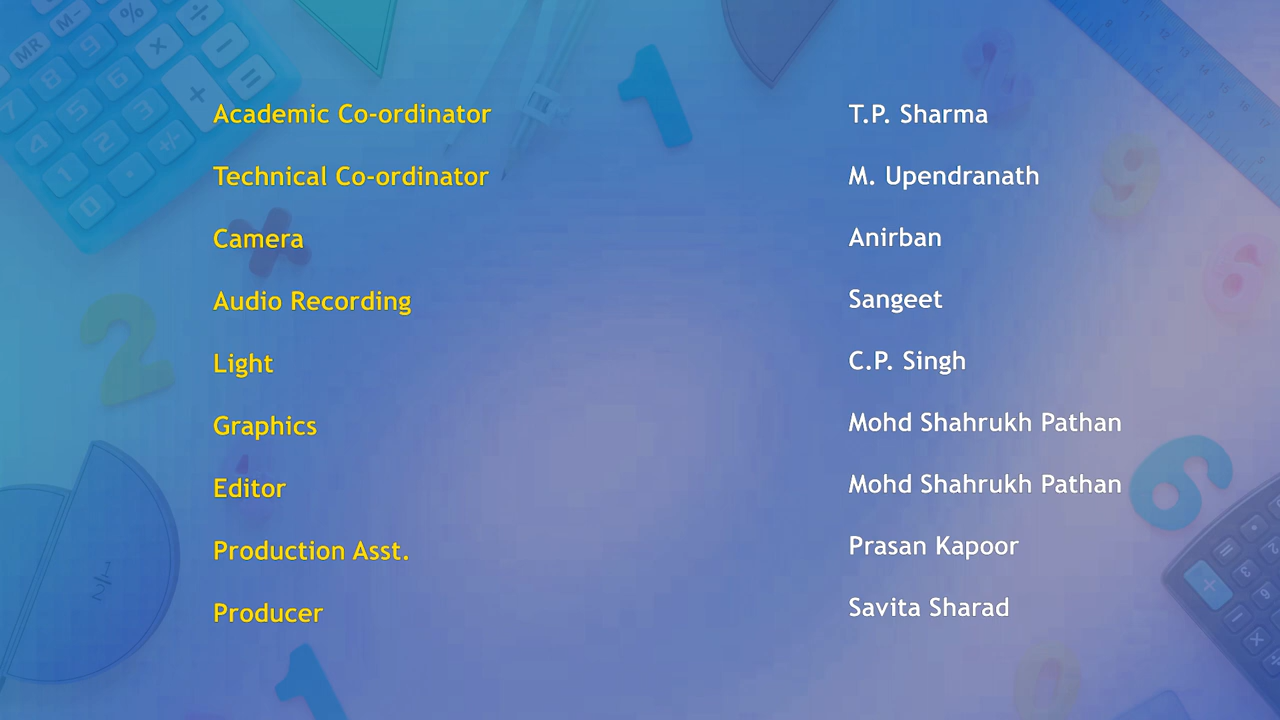 Academic Co-ordinator T.P. Sharma
Technical Co-ordinator M. Upendranath
Camera Anirban
Audio Recording Sangeet
Light C.P. Singh
Graphics Mohd Shahrukh Pathan
Editor Mohd Shahrukh Pathan
Production Asst. Prasan Kapoor
Producer Savita Sharad